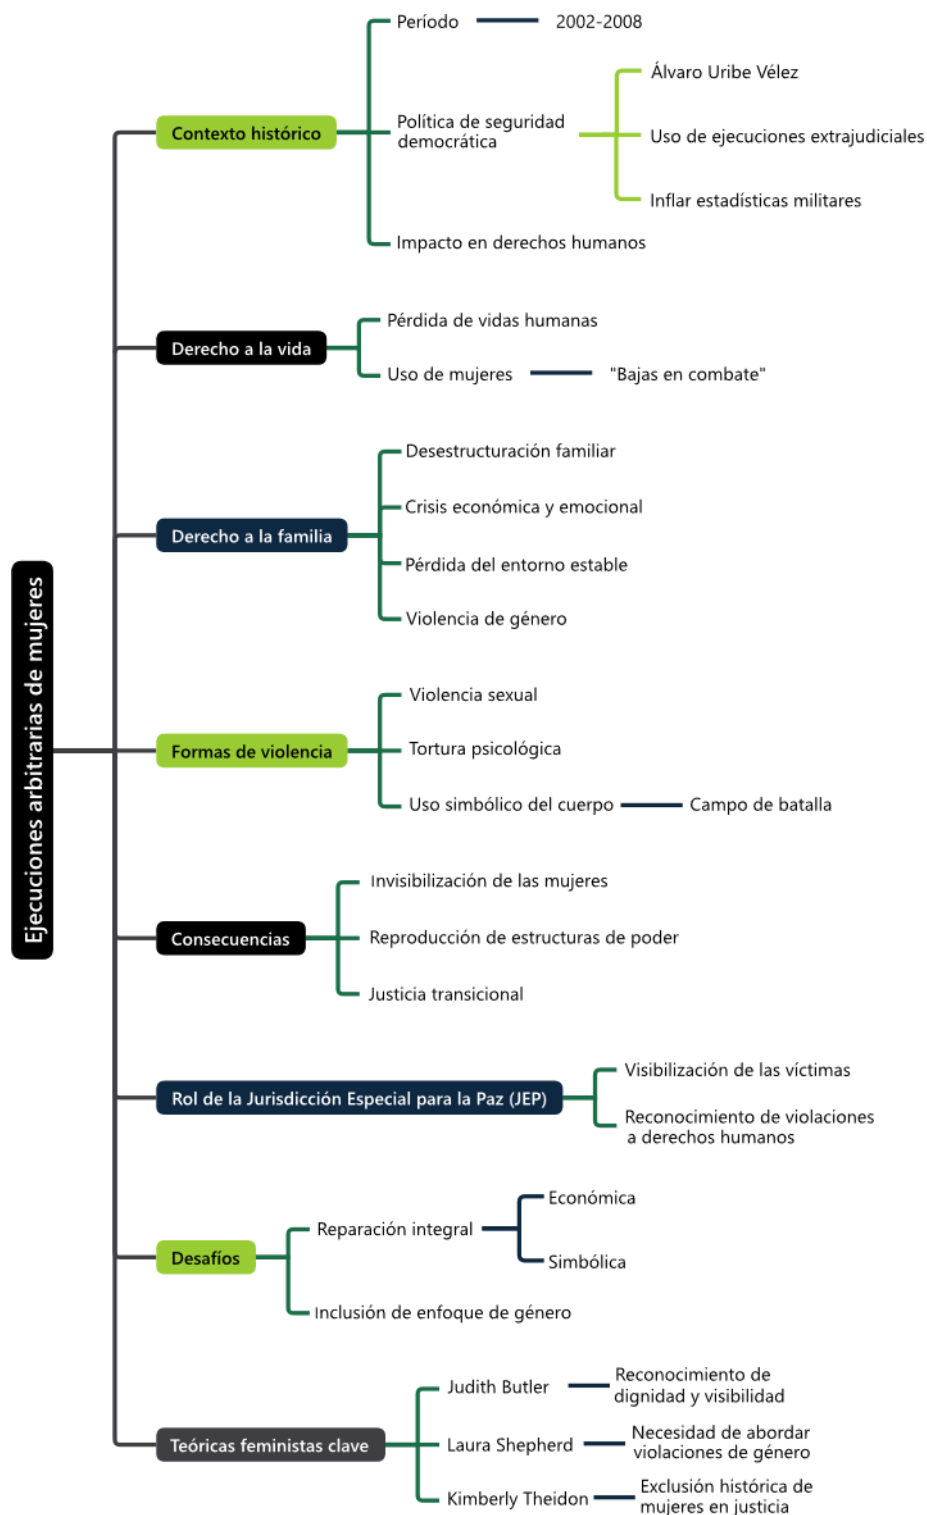 Ejecuciones arbitrarias de mujeres
Contexto histórico
Período
2002-2008
Política de seguridad
democrática
Álvaro Uribe Vélez
Uso de ejecuciones extrajudiciales
Inflar estadísticas militares
Impacto en derechos humanos
Derecho a la vida
Pérdida de vidas humanas
Uso de mujeres
"Bajas en combate"
Derecho a la familia
Desestructuración familiar
Crisis económica y emocional
Pérdida del entorno estable
Violencia de género
Formas de violencia
Violencia sexual
Tortura psicológica
Uso simbólico del cuerpo
Campo de batalla
Consecuencias
Invisibilización de las mujeres
Reproducción de estructuras de poder
Justicia transicional
Rol de la Jurisdicción Especial para la Paz (JEP)
Visibilización de las víctimas
Reconocimiento de violaciones
a derechos humanos
Desafíos
Reparación integral
Económica
Simbólica
Inclusión de enfoque de género
Teóricas feministas clave
Judith Butler
Reconocimiento de
dignidad y visibilidad
Laura Shepherd
Necesidad de abordar
violaciones de género
Kimberly Theidon
Exclusión histórica de
mujeres en justicia